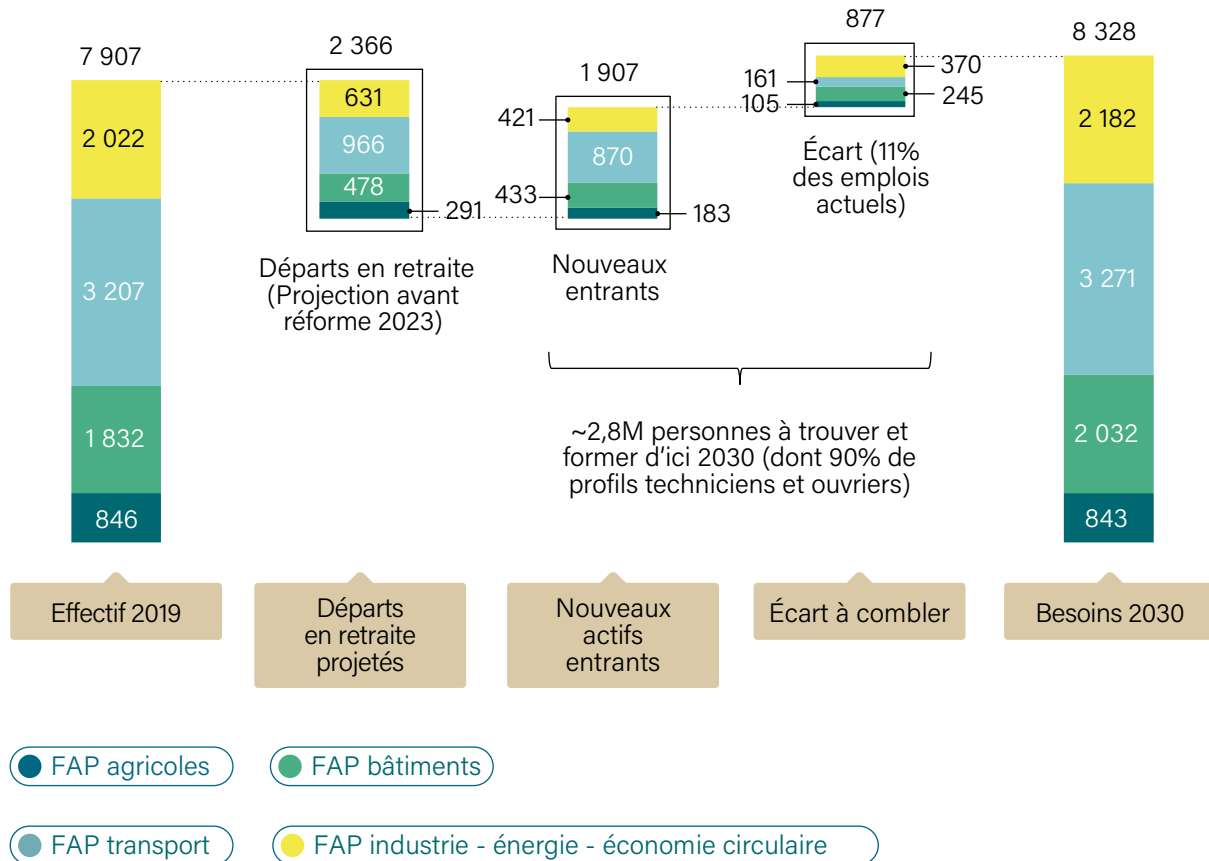 7 907
2 022
3 207
1 832
846
2 366
631
966
478
291
Départs en retraite
(Projection avant
réforme 2023)
1 907
421
870
433
183
Nouveaux
entrants
877
370
161
245
105
Écart (11%
des emplois
actuels)
~2,8M personnes à trouver et
former d'ici 2030 (dont 90% de
profils techniciens et ouvriers)
8 328
2 182
3 271
2 032
843
Effectif 2019
Départs
en retraite
projetés
Nouveaux
actifs
entrants
Écart à combler
Besoins 2030
FAP agricoles
FAP bâtiments
FAP transport
FAP industrie - énergie - économie circulaire